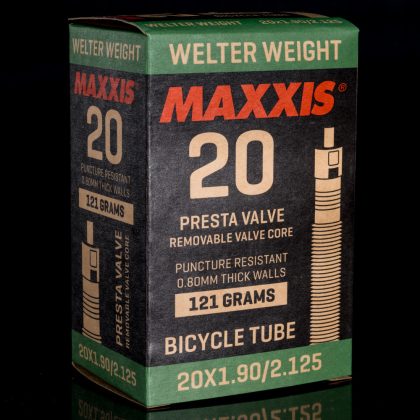 WELTER WEIGHT
MAXXIS®
20
PRESTA VALVE
REMOVABLE VALVE CORE
PUNCTURE RESISTANT
0.80MM THICK WALLS
121 GRAMS
BICYCLE TUBE
20X1.90/2.125
WELTER WEIGHT
MAXXIS
20
PUNCTURE RESISTANT
0.80MM THICK WALLS
121 GRAMS
PRESTA VALVE
REMOVABLE VALVE CORE
20X1.90/2.125